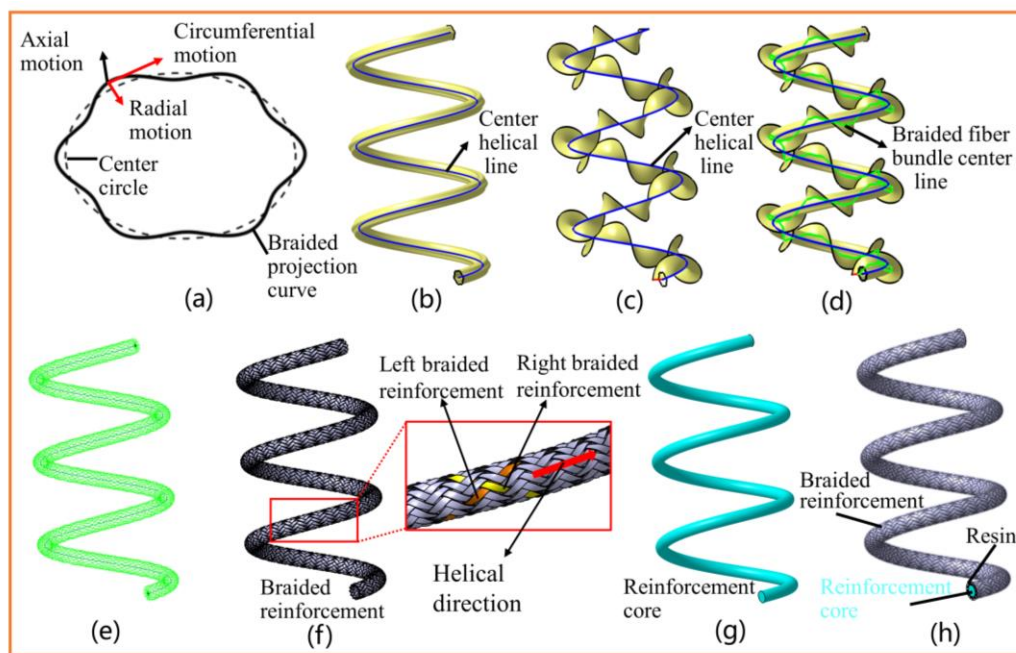 Axial
motion
Circumferential
motion
Radial
motion
Center
circle
Braided
projection
curve
(a)
Center
helical
line
(b)
Center
helical
line
(c)
Braided fiber
bundle center
line
(d)
(e)
Left braided
reinforcement
Right braided
reinforcement
Braided
reinforcement
Helical
direction
(f)
Reinforcement
core
(g)
Braided
reinforcement
Resin
Reinforcement
core
(h)